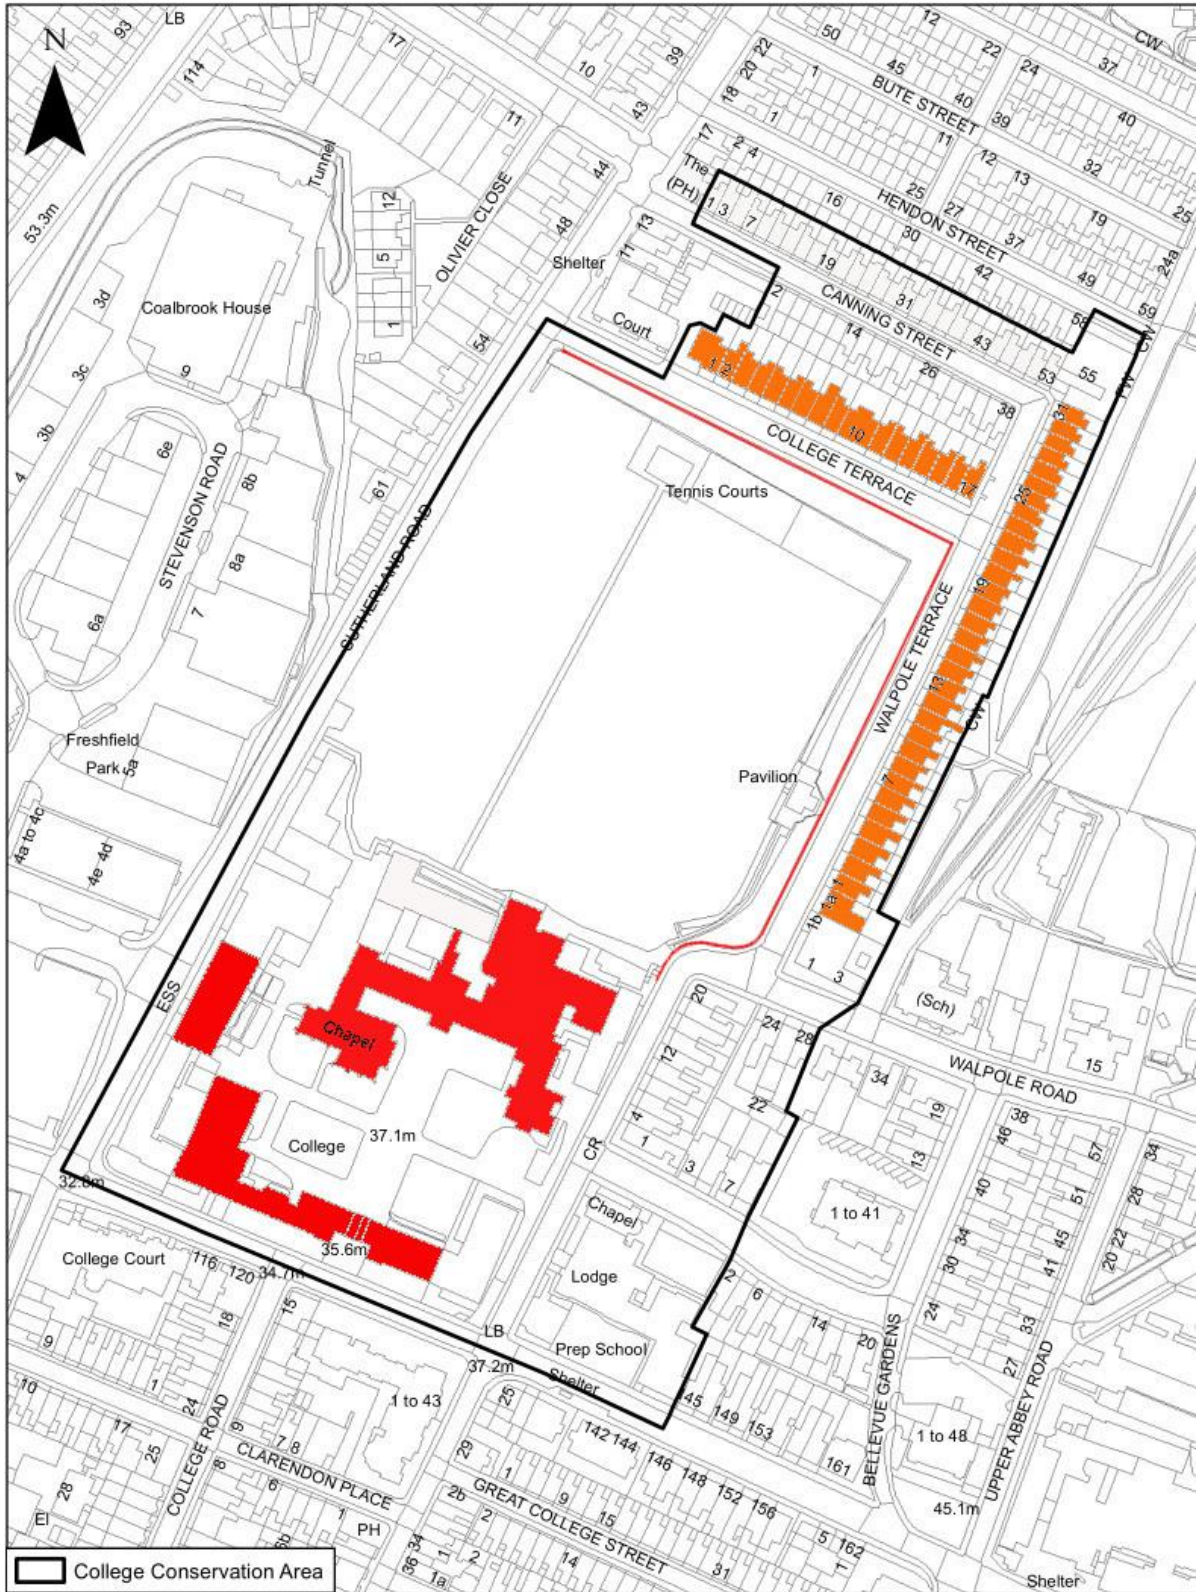 LB
93
N
114
17
10
39
43
11
Tunnel
53.3m
12
5
1
OLIVIER CLOSE
44
48
54
Shelter
Court
11
13
22
20
18
50
12
1
1
45
BUTE STREET
40
39
11
22
24
37
CW
40
32
12
13
19
25
24a
17
2
4
The
(PH)
1
3
7
16
25
27
HENDON STREET
30
37
42
49
58
59
CW
FW
19
CANNING STREET
31
43
53
55
2
14
26
38
1
2
10
17
COLLEGE TERRACE
31
25
19
13
7
1
1a
1b
CW
WALPOLE TERRACE
Coalbrook House
9
3d
3c
3b
4
6e
8b
8a
7
6a
STEVENSON ROAD
61
SUTHERLAND ROAD
Tennis Courts
Pavilion
Freshfield
Park
5a
4a to 4c
4e
4d
ESS
Chapel
College
37.1m
32.8m
35.6m
34.7m
1
3
20
12
4
1
3
7
24
28
22
CR
(Sch)
WALPOLE ROAD
15
34
19
13
38
46
40
34
30
24
57
51
45
41
33
27
34
28
22
20
1 to 41
Chapel
Lodge
Prep School
LB
37.2m
Shelter
2
6
14
20
BELLEVUE GARDENS
UPPER ABBEY ROAD
1 to 48
45.1m
College Court
116
120
18
15
9
1
24
10
17
25
28
El
COLLEGE ROAD
9
7
8
8
6
1
6b
CLARENDON PLACE
PH
1 to 43
25
29
1
9
15
31
2b
2
2
14
34
36
1
1a
GREAT COLLEGE STREET
142
144
146
148
152
156
45
149
153
161
5
162
1
Shelter
College Conservation Area